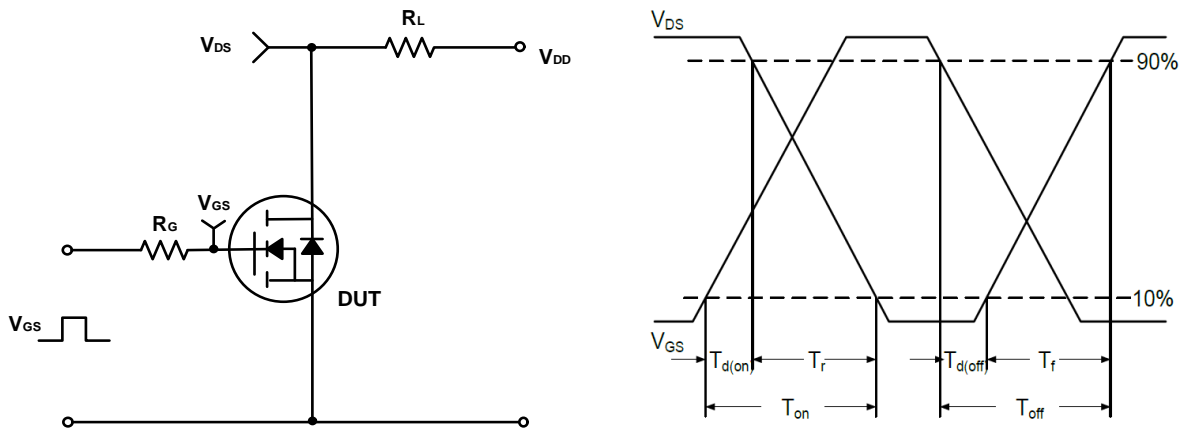 RL
VDS
VDD
VGS
RG
DUT
VGS
VDS
90%
10%
VGS
Td(on) Tr Td(off) Tf
Ton Toff